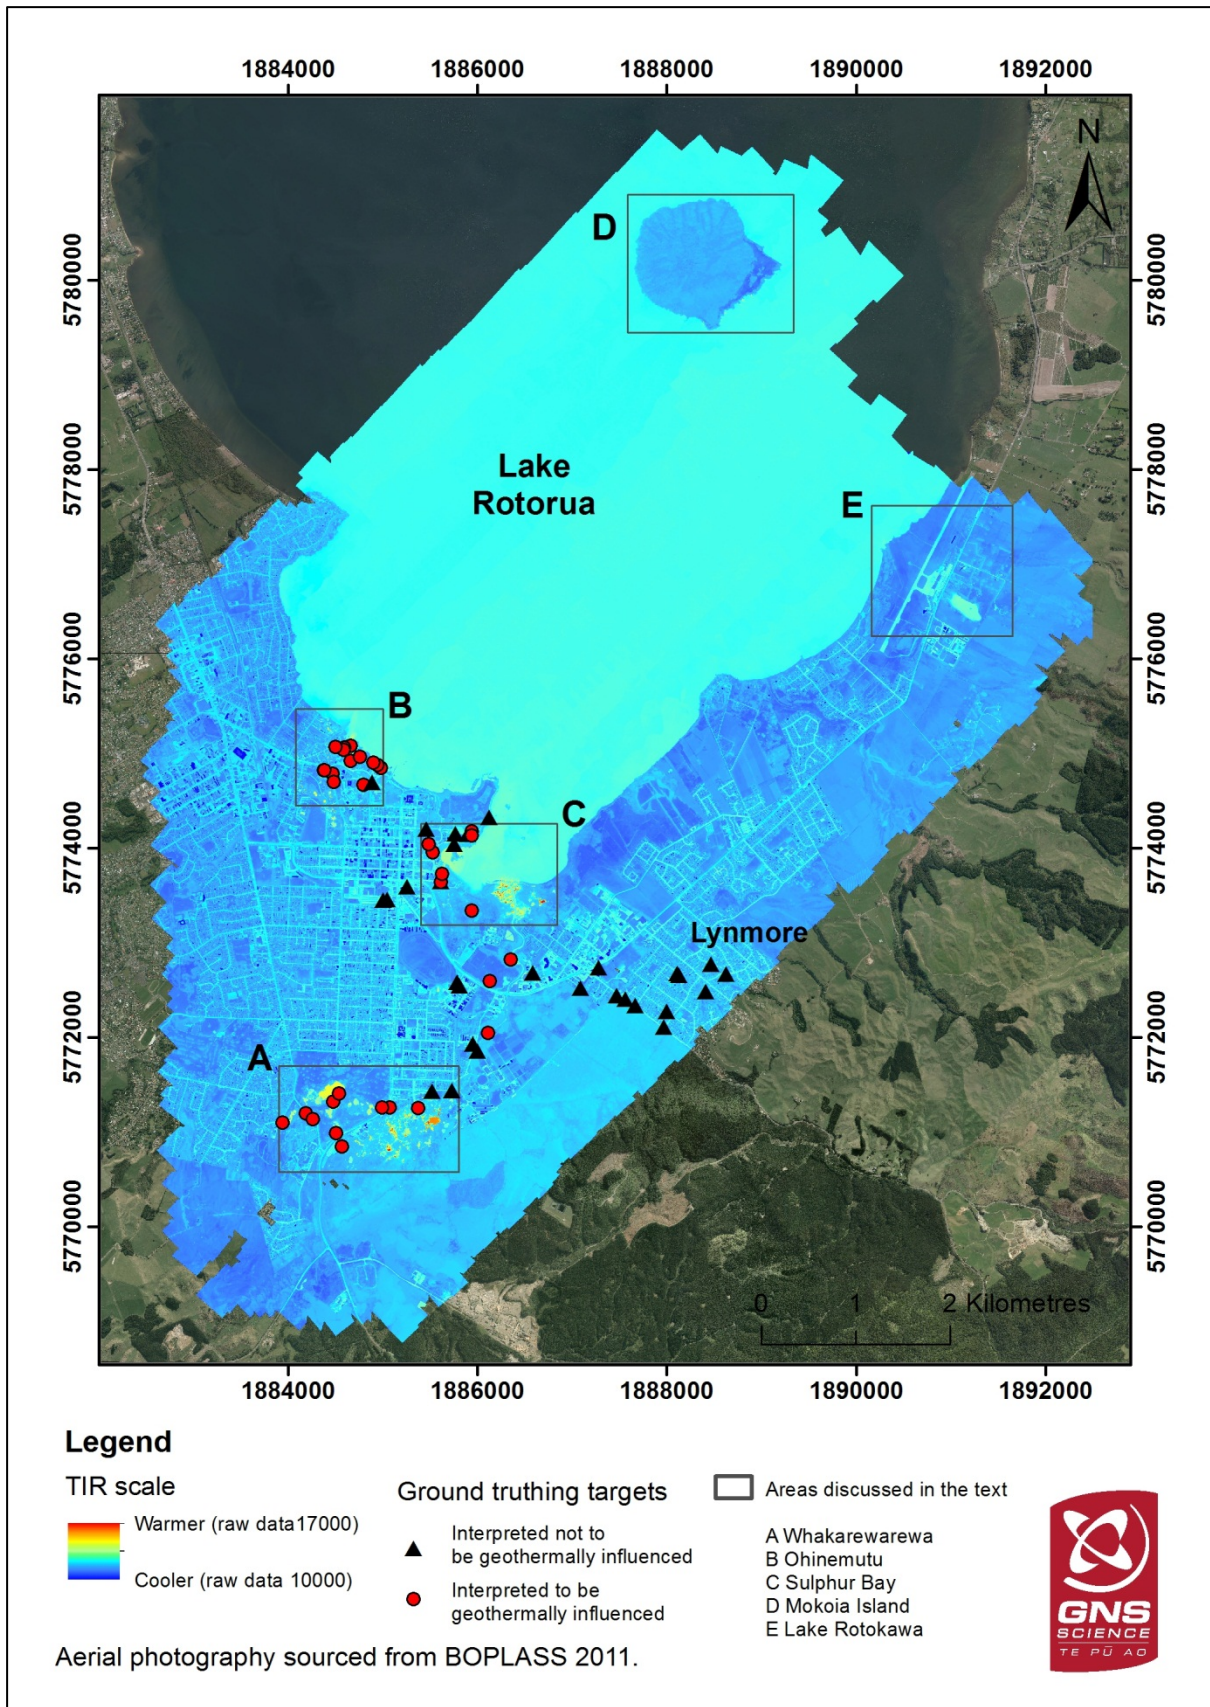 1884000 1886000 1888000 1890000 1892000
N
D
5780000 5780000
Lake
Rotorua
5778000 5778000
E
5776000 5776000
B
C
5774000 5774000
Lynmore
5772000 5772000
A
5770000 5770000
0 1 2 Kilometres
1884000 1886000 1888000 1890000 1892000
Legend
TIR scale
Warmer (raw data17000)
Cooler (raw data 10000)
Ground truthing targets
Interpreted not to
be geothermally influenced
Interpreted to be
geothermally influenced
Areas discussed in the text
A Whakarewarewa
B Ohinemutu
C Sulphur Bay
D Mokoia Island
E Lake Rotokawa
GNS
SCIENCE
TE PŪ AO
Aerial photography sourced from BOPLASS 2011.